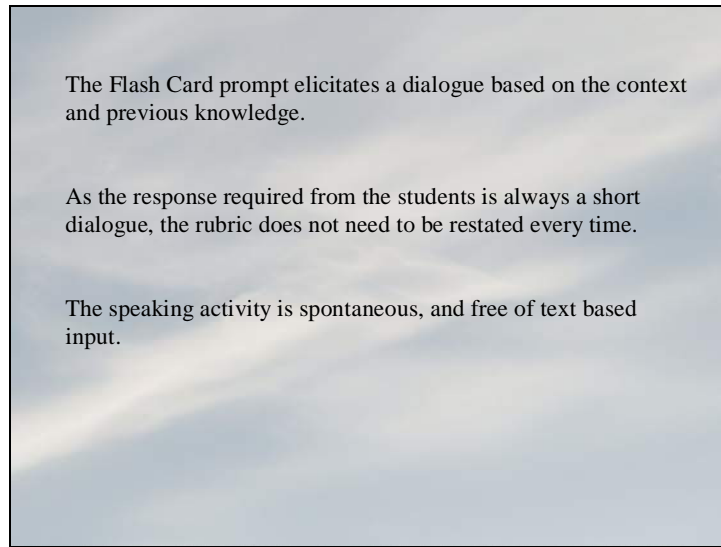 The Flash Card prompt elicitates a dialogue based on the context
and previous knowledge.
As the response required from the students is always a short
dialogue, the rubric does not need to be restated every time.
The speaking activity is spontaneous, and free of text based
input.